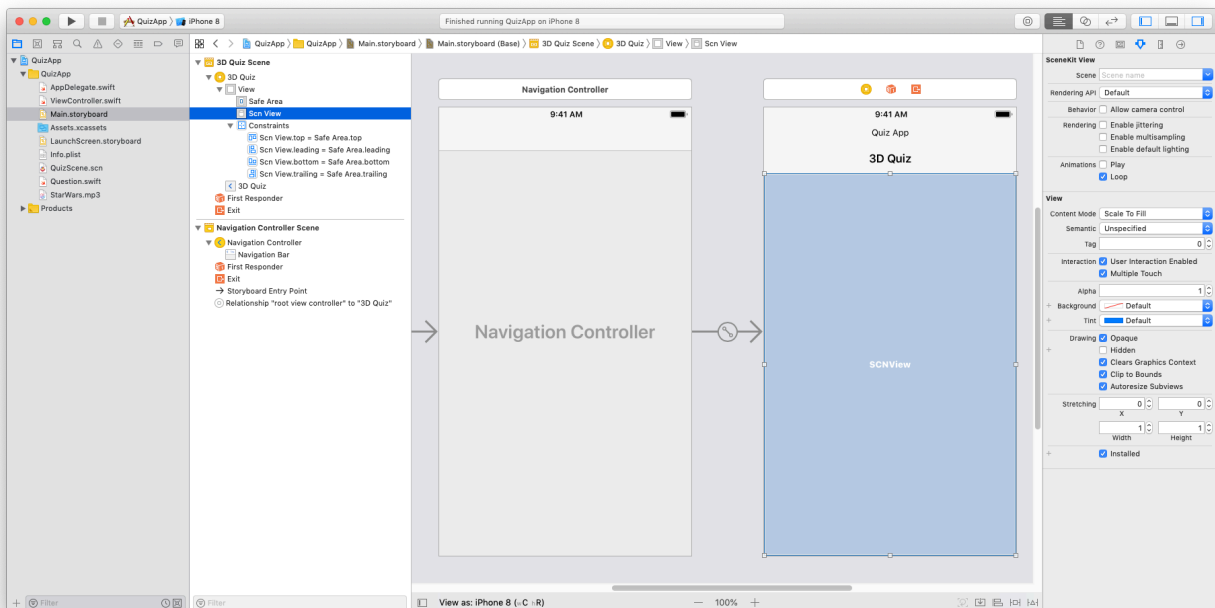 QuizApp
iPhone 8
Finished running QuizApp on iPhone 8
QuizApp
QuizApp
Main.storyboard
Main.storyboard (Base)
3D Quiz Scene
3D Quiz
View
Scn View
QuizApp
QuizApp
AppDelegate.swift
ViewController.swift
Main.storyboard
Assets.xcassets
LaunchScreen.storyboard
Info.plist
QuizScene.scn
Question.swift
StarWars.mp3
Products
Filter
3D Quiz Scene
3D Quiz
View
Safe Area
Scn View
Constraints
Scn View.top = Safe Area.top
Scn View.leading = Safe Area.leading
Scn View.bottom = Safe Area.bottom
Scn View.trailing = Safe Area.trailing
3D Quiz
First Responder
Exit
Navigation Controller Scene
Navigation Controller
Navigation Bar
First Responder
Exit
Storyboard Entry Point
Relationship "root view controller" to "3D Quiz"
Filter
Navigation Controller
9:41 AM
Navigation Controller
9:41 AM
Quiz App
3D Quiz
SCNView
View as: iPhone 8 (wC hR)
100%
SceneKit View
Scene
Scene name
Rendering API
Default
Behavior
Allow camera control
Rendering
Enable jittering
Enable multisampling
Enable default lighting
Animations
Play
Loop
View
Content Mode
Scale To Fill
Semantic
Unspecified
Tag
0
Interaction
User Interaction Enabled
Multiple Touch
Alpha
1
Background
Default
Tint
Default
Drawing
Opaque
Hidden
Clears Graphics Context
Clip to Bounds
Autoresize Subviews
Stretching
0
0
X
Y
1
1
Width
Height
Installed